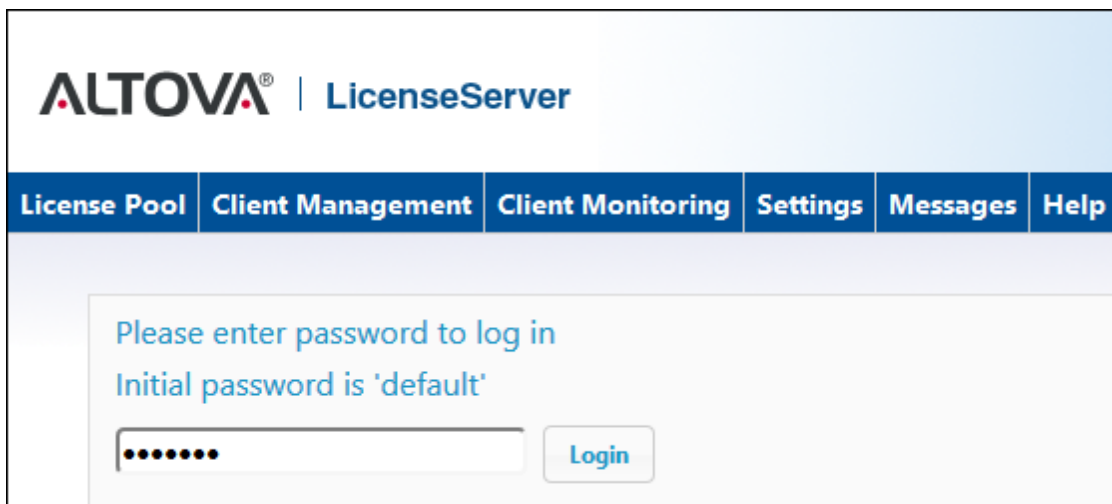 ALTOVA® | LicenseServer
License Pool Client Management Client Monitoring Settings Messages Help
Please enter password to log in
Initial password is 'default'
••••••• Login